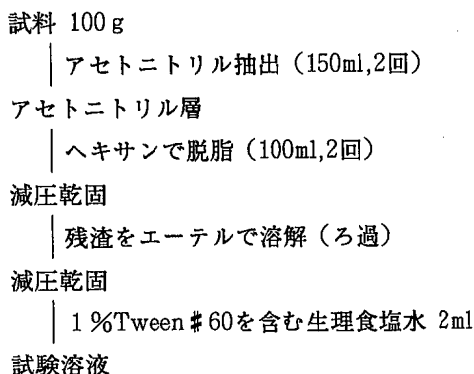 試料 100g
アセトニトリル抽出（150ml,2回）
アセトニトリル層
ヘキサンで脱脂（100ml,2回）
減圧乾固
残渣をエーテルで溶解（ろ過）
減圧乾固
1％Tween＃60を含む生理食塩水 2ml
試験溶液